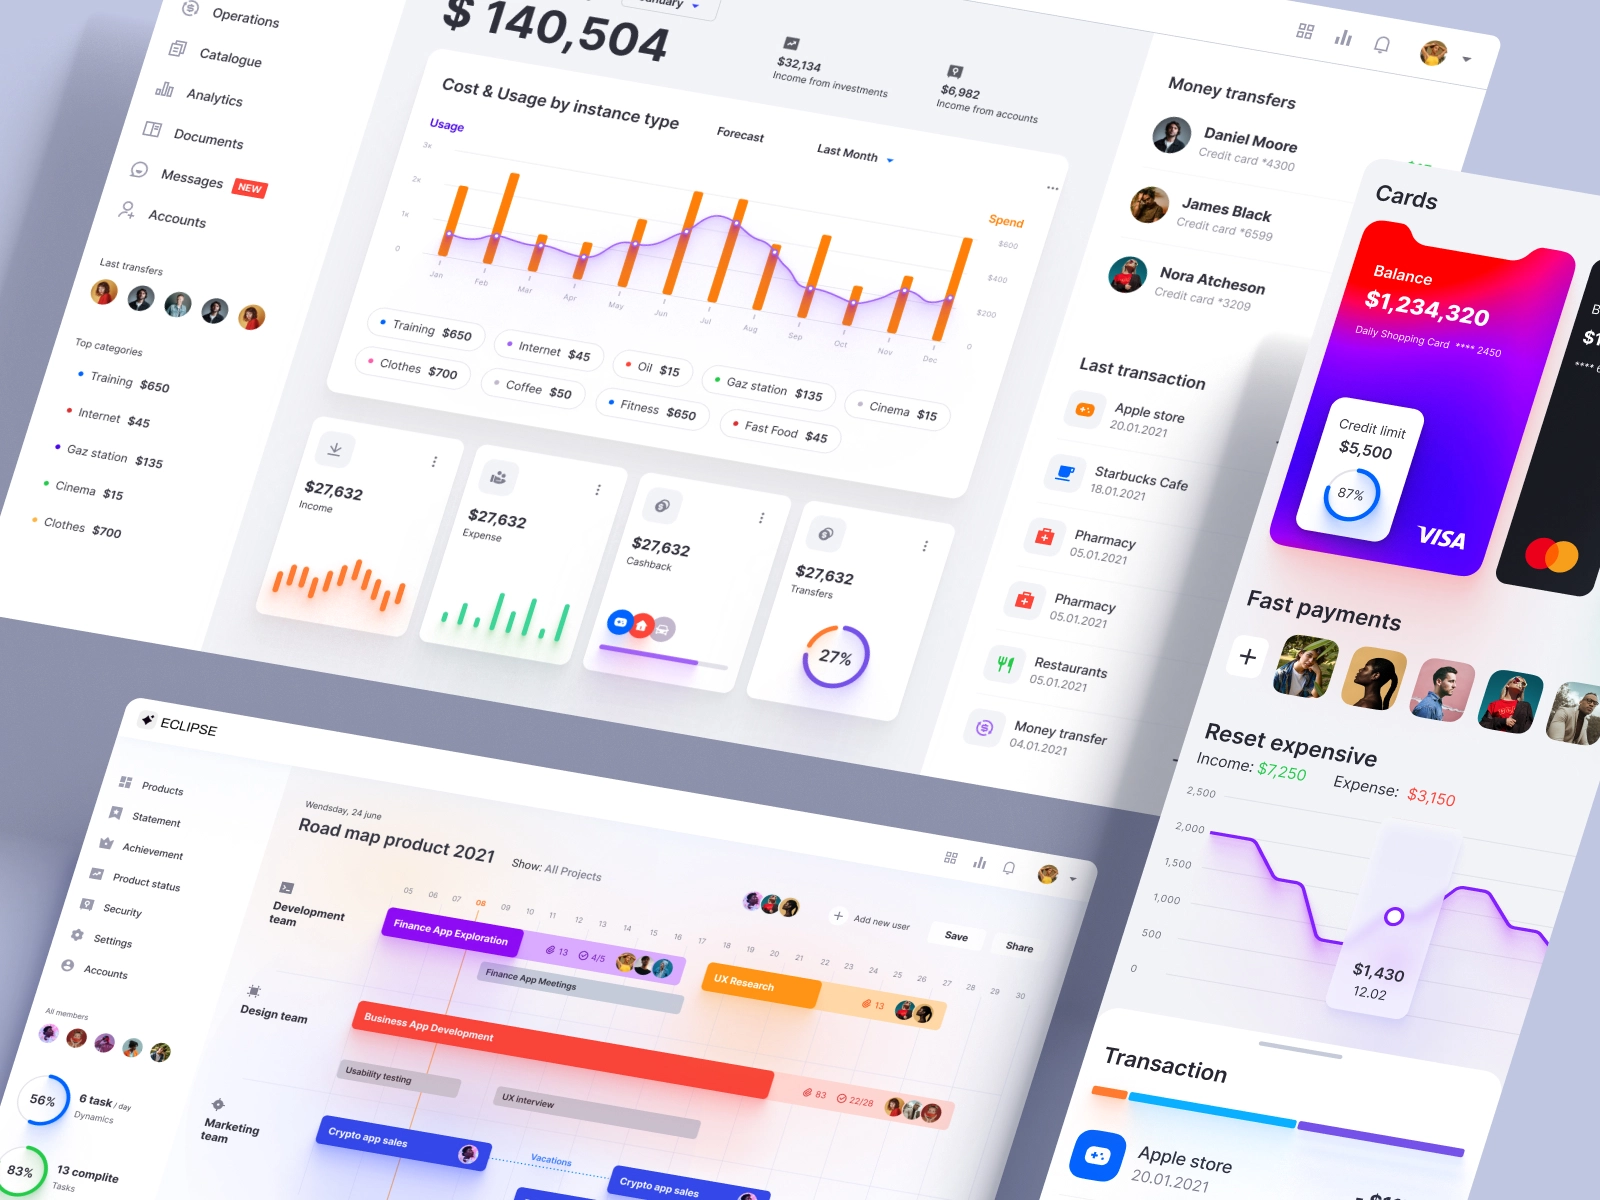 Operations
Catalogue
Analytics
Documents
Messages NEW
Accounts
Last transfers
Top categories
Training $650
Internet $45
Gaz station $135
Cinema $15
Clothes $700
$ 140,504
$32,134
Income from investments
$6,982
Income from accounts
Cost & Usage by instance type
Forecast
Last Month
Usage
Spend
3к
2к
1к
0
$600
$400
$200
0
Jan
Feb
Mar
Apr
May
Jun
Jul
Aug
Sep
Oct
Nov
Dec
Training $650
Internet $45
Oil $15
Gaz station $135
Cinema $15
Clothes $700
Coffee $50
Fitness $650
Fast Food $45
$27,632
Income
$27,632
Expense
$27,632
Cashback
$27,632
Transfers
27%
Money transfers
Daniel Moore
Credit card *4300
James Black
Credit card *6599
Nora Atcheson
Credit card *3209
Last transaction
Apple store
20.01.2021
Starbucks Cafe
18.01.2021
Pharmacy
05.01.2021
Pharmacy
05.01.2021
Restaurants
05.01.2021
Money transfer
04.01.2021
Cards
Balance
$1,234,320
Daily Shopping Card **** 2450
Credit limit
$5,500
87%
VISA
Fast payments
Reset expensive
Income: $7,250
Expense: $3,150
2,500
2,000
1,500
1,000
500
0
$1,430
12.02
Transaction
Apple store
20.01.2021
ECLIPSE
Products
Statement
Achievement
Product status
Security
Settings
Accounts
All members
56%
6 task / day
Dynamics
83%
13 complite
Tasks
Wendsday, 24 june
Road map product 2021
Show: All Projects
Add new user
Save
Share
05 06 07 08 09 10 11 12 13 14 15 16 17 18 19 20 21 22 23 24 25 26 27 28 29 30
Development
team
Finance App Exploration
13 4/5
Finance App Meetings
UX Research
13
Design team
Business App Development
83 22/28
Usability testing
UX interview
Marketing
team
Crypto app sales
Vacations
Crypto app sales